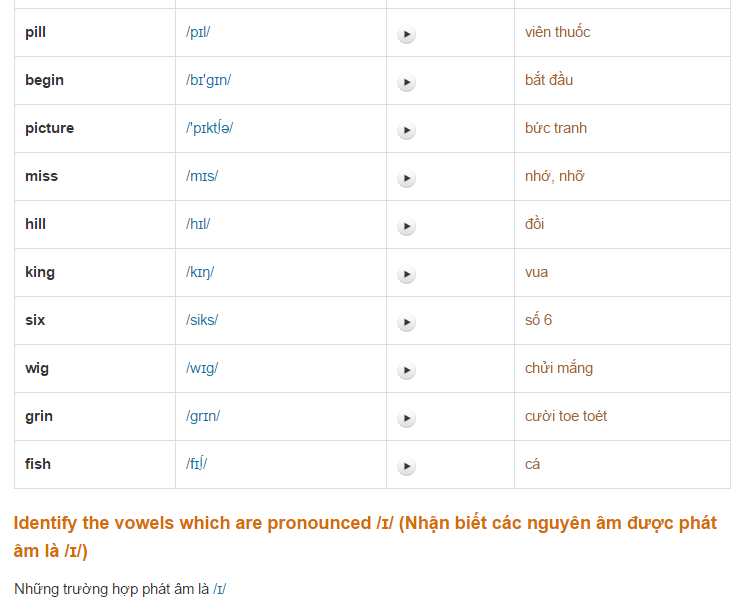 pill /pɪl/ viên thuốc
begin /bɪ'gɪn/ bắt đầu
picture /'pɪktʃə/ bức tranh
miss /mɪs/ nhớ, nhỡ
hill /hɪl/ đồi
king /kɪŋ/ vua
six /siks/ số 6
wig /wɪg/ chửi mắng
grin /grɪn/ cười toe toét
fish /fɪʃ/ cá
Identify the vowels which are pronounced /ɪ/ (Nhận biết các nguyên âm được phát
âm là /ɪ/)
Những trường hợp phát âm là /ɪ/